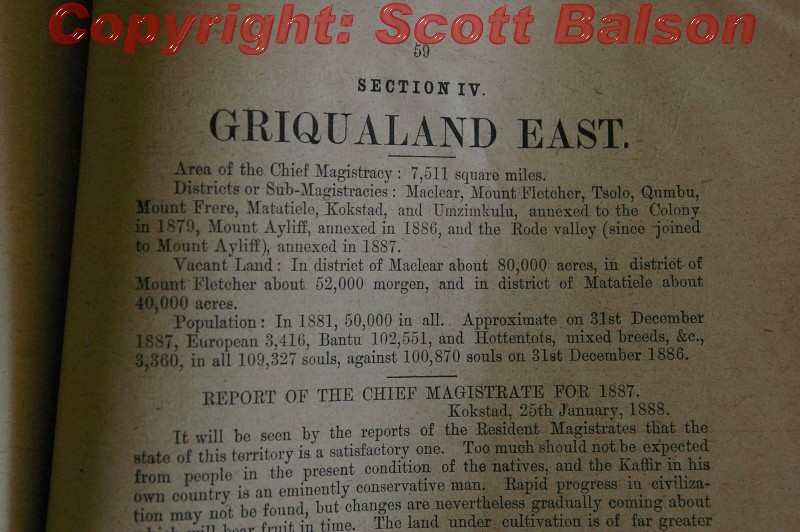 Copyright: Scott Balson
59
SECTION IV.
GRIQUALAND EAST.
Area of the Chief Magistracy: 7,511 square miles.
Districts or Sub-Magistracies: Maclear, Mount Fletcher, Tsolo, Qumbu,
Mount Frere, Matatiele, Kokstad, and Umzimkulu, annexed to the Colony
in 1879, Mount Ayliff, annexed in 1886, and the Rode valley (since joined
to Mount Ayliff), annexed in 1887.
Vacant Land: In district of Maclear about 80,000 acres, in district of
Mount Fletcher about 52,000 morgen, and in district of Matatiele about
40,000 acres.
Population: In 1881, 50,000 in all. Approximate on 31st December
1887, European 3,416, Bantu 102,551, and Hottentots, mixed breeds, &c.,
3,360, in all 109,327 souls, against 100,870 souls on 31st December 1886.
REPORT OF THE CHIEF MAGISTRATE FOR 1887.
Kokstad, 25th January, 1888.
It will be seen by the reports of the Resident Magistrates that the
state of this territory is a satisfactory one. Too much should not be expected
from people in the present condition of the natives, and the Kaffir in his
own country is an eminently conservative man. Rapid progress in civiliza-
tion may not be found, but changes are nevertheless gradually coming about
which will bear fruit in time. The land under cultivation is of far greater